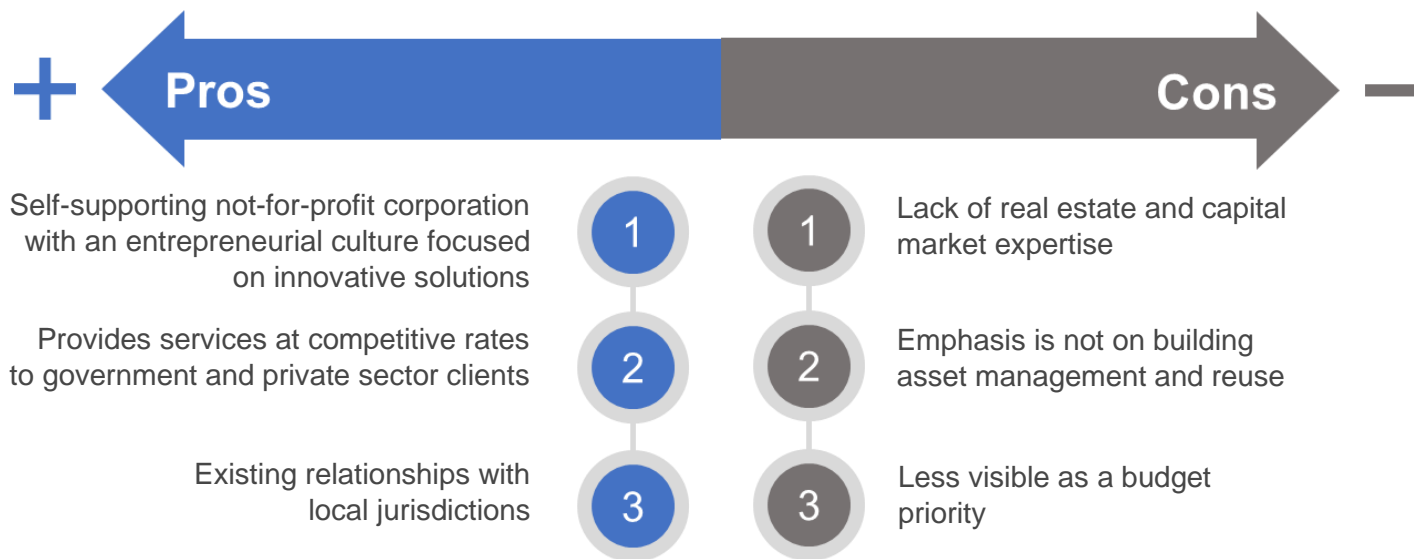 +
Pros
Cons
–
Self-supporting not-for-profit corporation
with an entrepreneurial culture focused
on innovative solutions
1
Provides services at competitive rates
to government and private sector clients
2
Existing relationships with
local jurisdictions
3
1
Lack of real estate and capital
market expertise
2
Emphasis is not on building
asset management and reuse
3
Less visible as a budget
priority